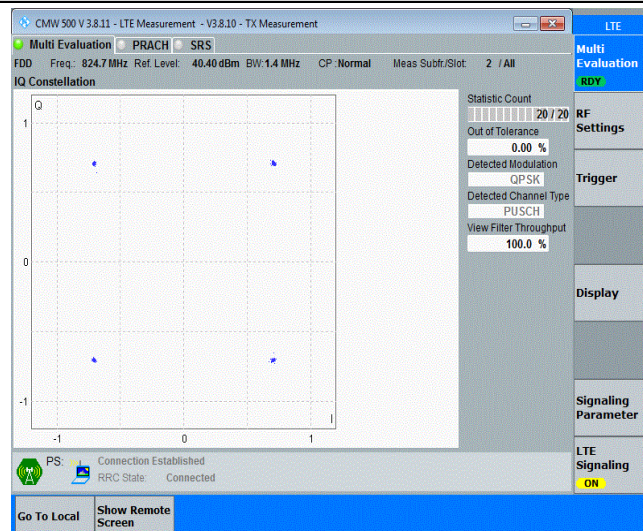 CMW 500 V 3.8.11 - LTE Measurement - V3.8.10 - TX Measurement
LTE
Multi Evaluation PRACH SRS
FDD Freq.: 824.7 MHz Ref. Level: 40.40 dBm BW: 1.4 MHz CP: Normal Meas Subfr./Slot: 2 / All
IQ Constellation
Q
1
0
-1
-1 0 1
I
Statistic Count
20 / 20
Out of Tolerance
0.00 %
Detected Modulation
QPSK
Detected Channel Type
PUSCH
View Filter Throughput
100.0 %
Multi
Evaluation
RDY
RF
Settings
Trigger
Display
Signaling
Parameter
LTE
Signaling
ON
PS: Connection Established
RRC State: Connected
Go To Local
Show Remote
Screen